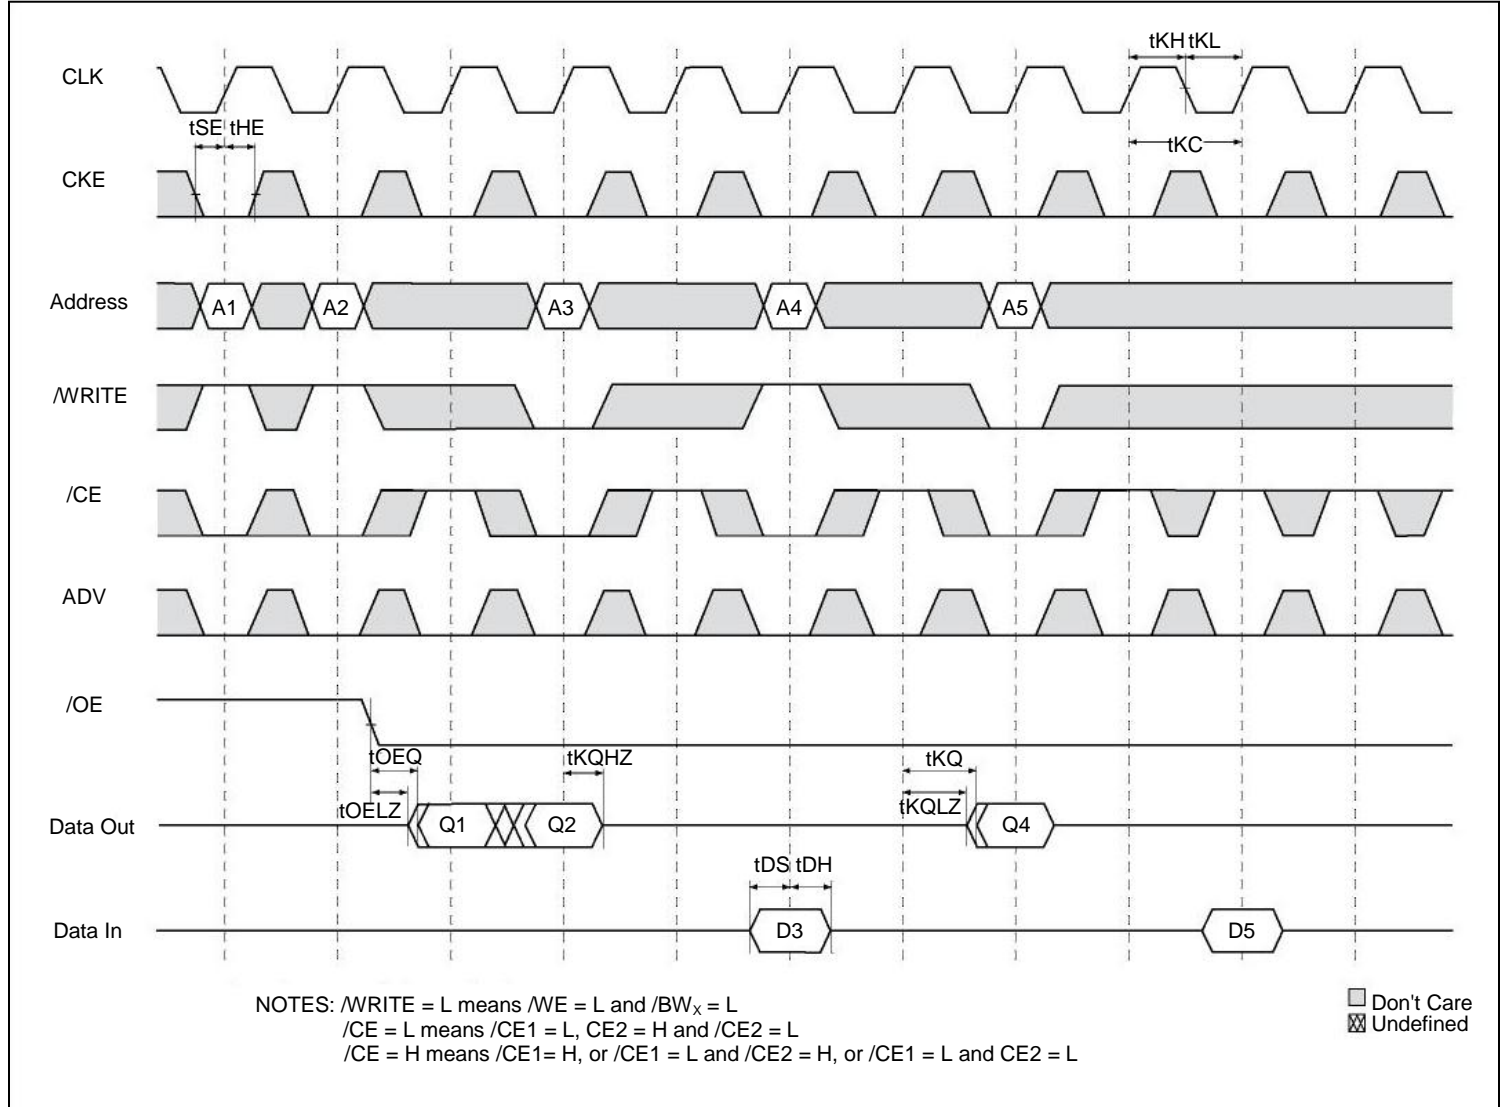 tKH tKL
CLK
tSE tHE
tKC
CKE
Address A1 A2 A3 A4 A5
/WRITE
/CE
ADV
/OE
tOEQ tKQHZ tKQ
tOELZ tKQLZ
Data Out Q1 Q2 Q4
tDS tDH
Data In D3 D5
NOTES: /WRITE = L means /WE = L and /BWX = L
/CE = L means /CE1 = L, CE2 = H and /CE2 = L
/CE = H means /CE1= H, or /CE1 = L and /CE2 = H, or /CE1 = L and CE2 = L
Don't Care
Undefined